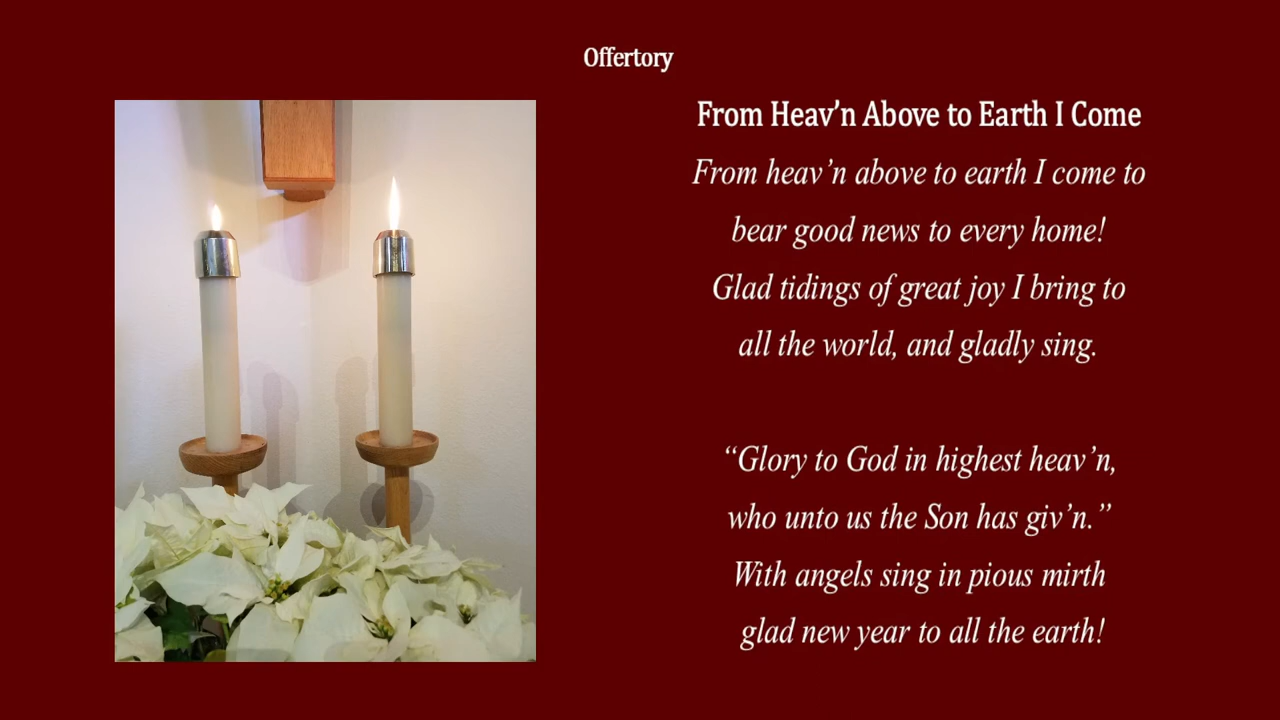 Offertory
From Heav’n Above to Earth I Come
From heav’n above to earth I come to
bear good news to every home!
Glad tidings of great joy I bring to
all the world, and gladly sing.
“Glory to God in highest heav’n,
who unto us the Son has giv’n.”
With angels sing in pious mirth
glad new year to all the earth!